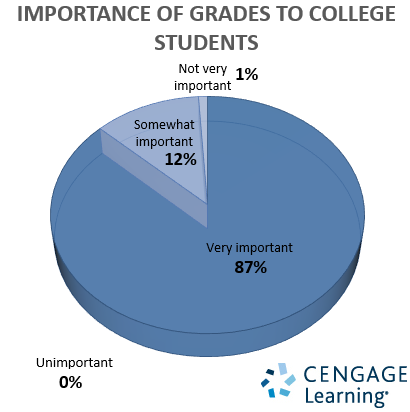 IMPORTANCE OF GRADES TO COLLEGE
STUDENTS
Not very
important 1%
Somewhat
important
12%
Very important
87%
Unimportant
0%
CENGAGE
Learning®